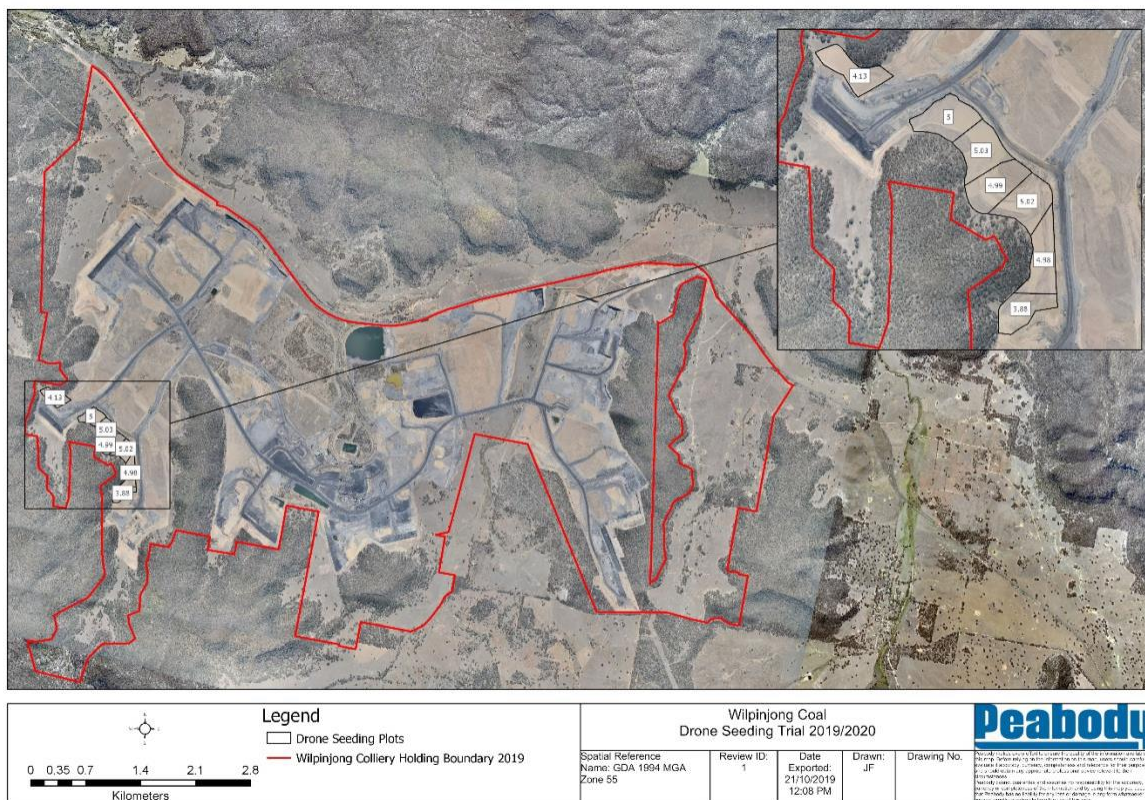 4.13
5
5.03
4.99
5.02
4.98
3.88
4.13
5
5.03
4.99
5.02
4.98
3.88
Legend
Drone Seeding Plots
Wilpinjong Colliery Holding Boundary 2019
0 0.35 0.7 1.4 2.1 2.8
Kilometers
Wilpinjong Coal
Drone Seeding Trial 2019/2020
Spatial Reference
Name: GDA 1994 MGA
Zone 55
Review ID:
1
Date
Exported:
21/10/2019
12:08 PM
Drawn:
JF
Drawing No.
Peabody